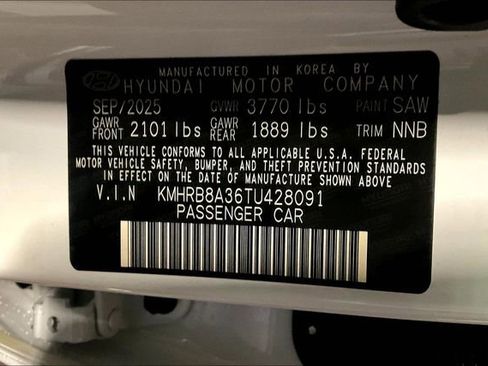 MANUFACTURED IN KOREA BY
HYUNDAI MOTOR COMPANY
SEP/2025 GVWR 3770 lbs PAINT SAW
GAWR FRONT 2101 lbs GAWR REAR 1889 lbs TRIM NNB
THIS VEHICLE CONFORMS TO ALL APPLICABLE U.S.A. FEDERAL
MOTOR VEHICLE SAFETY, BUMPER, AND THEFT PREVENTION STANDARDS
IN EFFECT ON THE DATE OF MANUFACTURE SHOWN ABOVE.
V.I.N KMHRB8A36TU428091
PASSENGER CAR